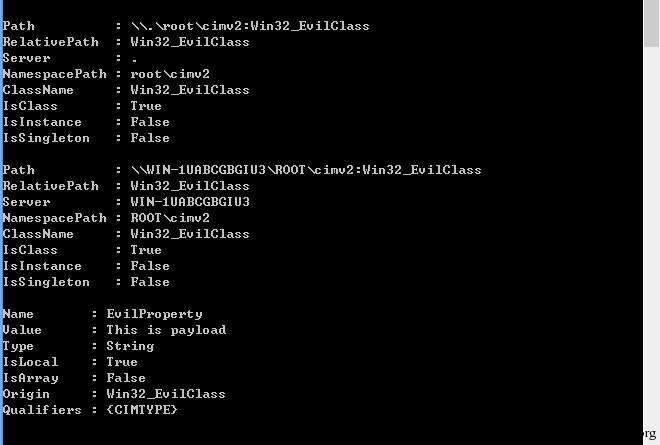 Path          : \\.\root\cimv2:Win32_EvilClass
RelativePath  : Win32_EvilClass
Server        : .
NamespacePath : root\cimv2
ClassName     : Win32_EvilClass
IsClass       : True
IsInstance    : False
IsSingleton   : False
Path          : \\WIN-1UABCGBGIU3\ROOT\cimv2:Win32_EvilClass
RelativePath  : Win32_EvilClass
Server        : WIN-1UABCGBGIU3
NamespacePath : ROOT\cimv2
ClassName     : Win32_EvilClass
IsClass       : True
IsInstance    : False
IsSingleton   : False
Name       : EvilProperty
Value      : This is payload
Type       : String
IsLocal    : True
IsArray    : False
Origin     : Win32_EvilClass
Qualifiers : {CIMTYPE}